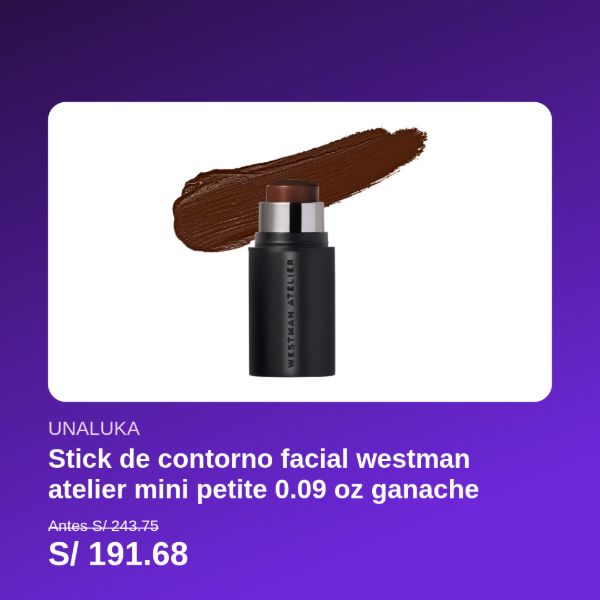 WESTMAN ATELIER
UNALUKA
Stick de contorno facial westman
atelier mini petite 0.09 oz ganache
Antes S/ 243.75
S/ 191.68